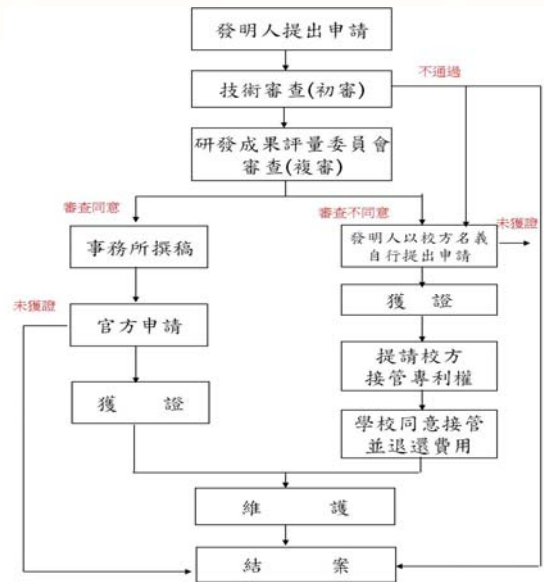 發明人提出申請
技術審查(初審)
不通過
研發成果評量委員會
審查(複審)
審查同意
審查不同意
事務所撰稿
發明人以校方名義
自行提出申請
未獲證
獲 證
未獲證
官方申請
提請校方
接管專利權
獲 證
學校同意接管
並退還費用
維 護
結 案